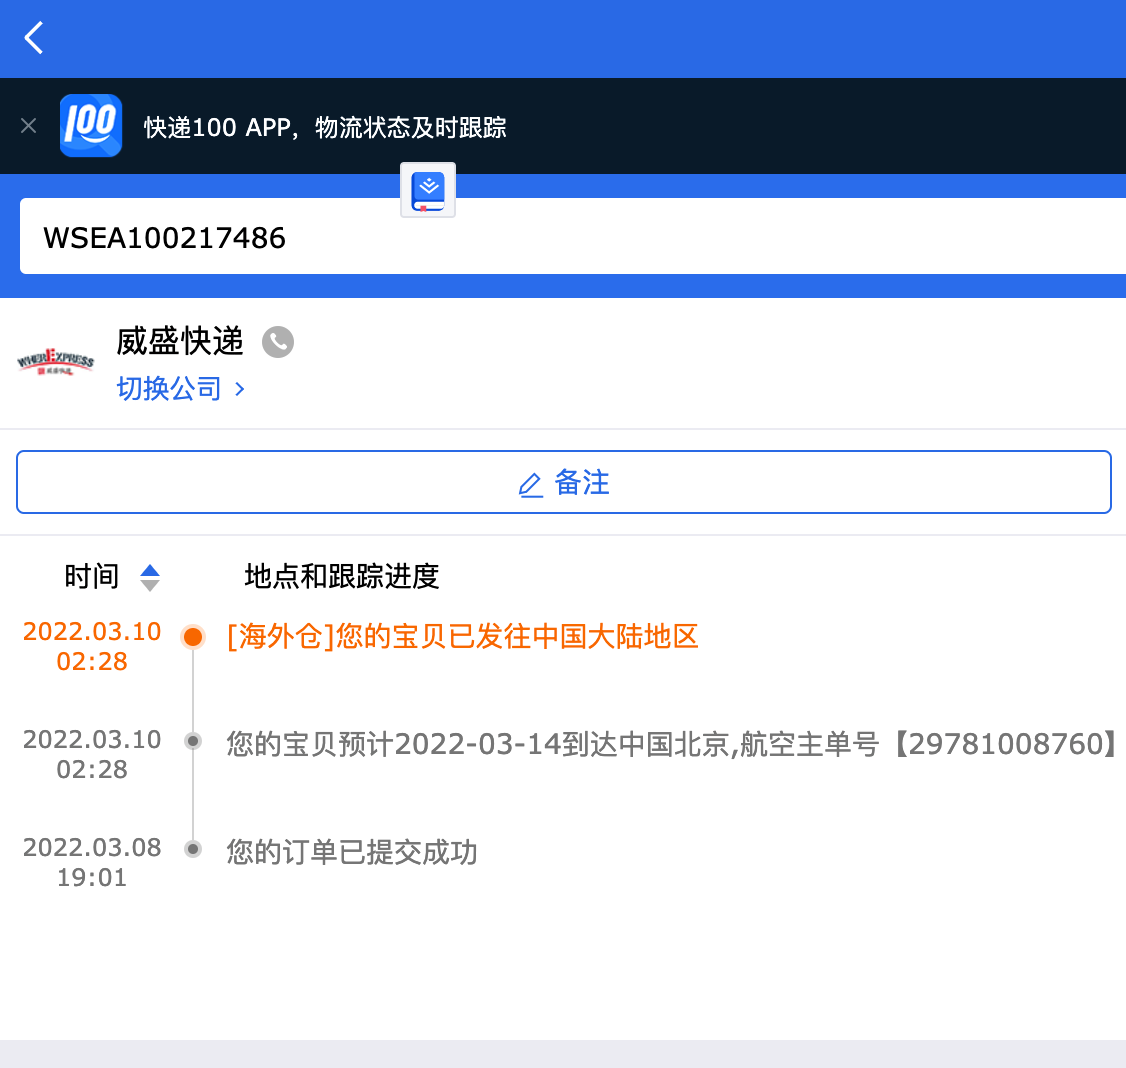 100
快递100 APP，物流状态及时跟踪
WSEA100217486
威盛快递
WHEREXPRESS
威盛快递
切换公司
备注
时间 地点和跟踪进度
2022.03.10 [海外仓]您的宝贝已发往中国大陆地区
02:28
2022.03.10 您的宝贝预计2022-03-14到达中国北京,航空主单号【29781008760】
02:28
2022.03.08 您的订单已提交成功
19:01